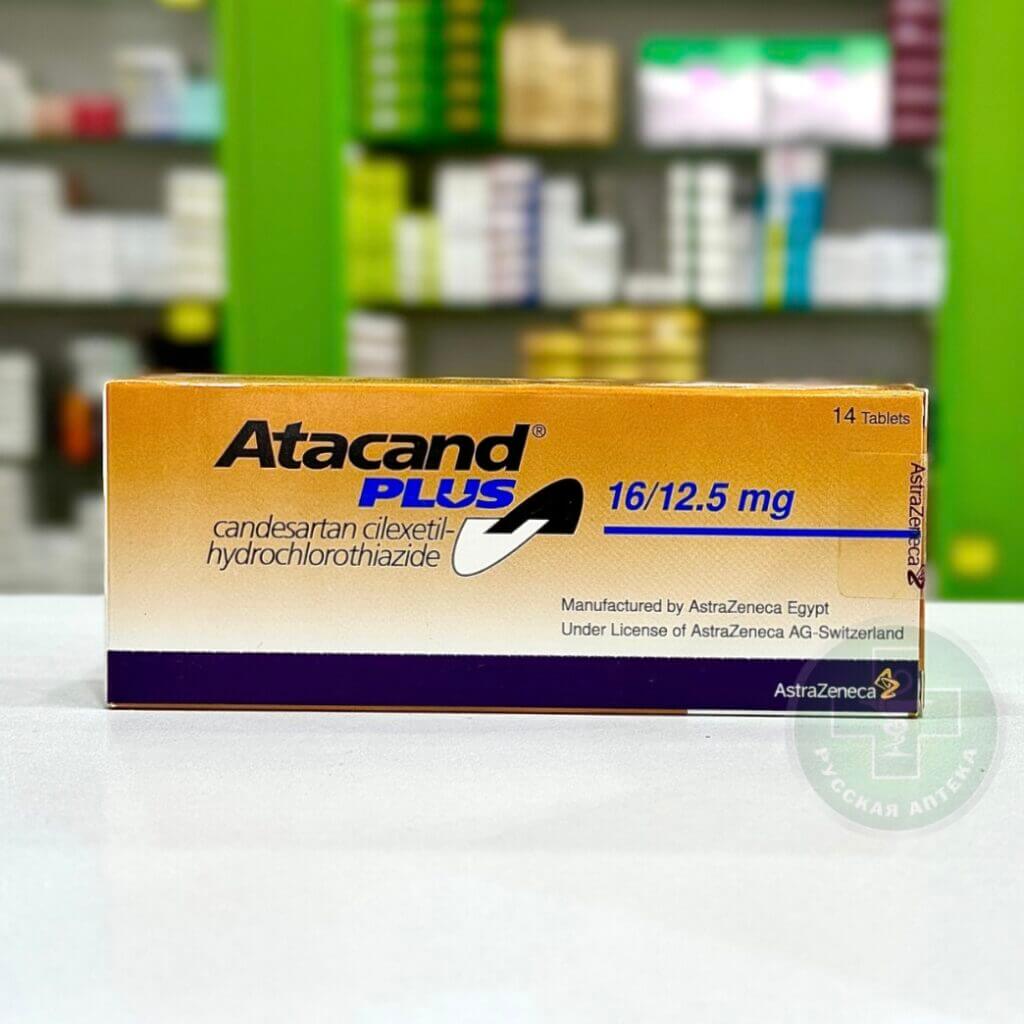 14 Tablets
Atacand®
PLUS
16/12.5 mg
candesartan cilexetil-
hydrochlorothiazide
AstraZeneca
Manufactured by AstraZeneca Egypt
Under License of AstraZeneca AG-Switzerland
AstraZeneca
РУССКАЯ АПТЕКА